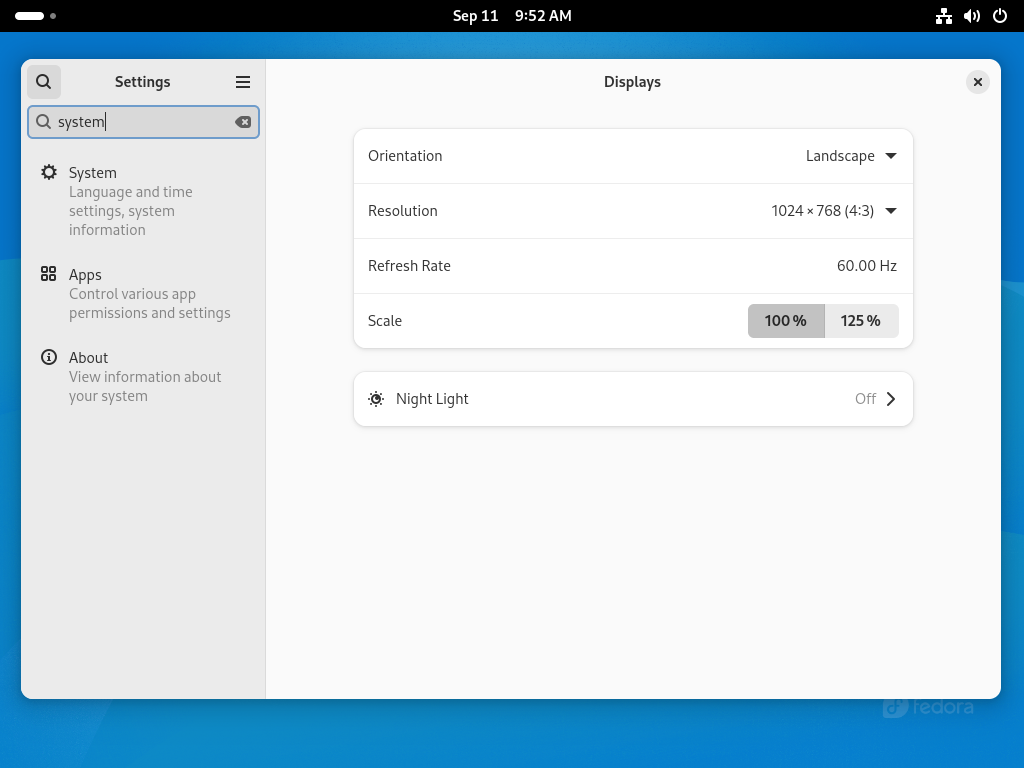 Sep 11 9:52 AM
Settings
Displays
system
System
Language and time
settings, system
information
Apps
Control various app
permissions and settings
About
View information about
your system
Orientation
Landscape
Resolution
1024 × 768 (4:3)
Refresh Rate
60.00 Hz
Scale
100 %
125 %
Night Light
Off
fedora